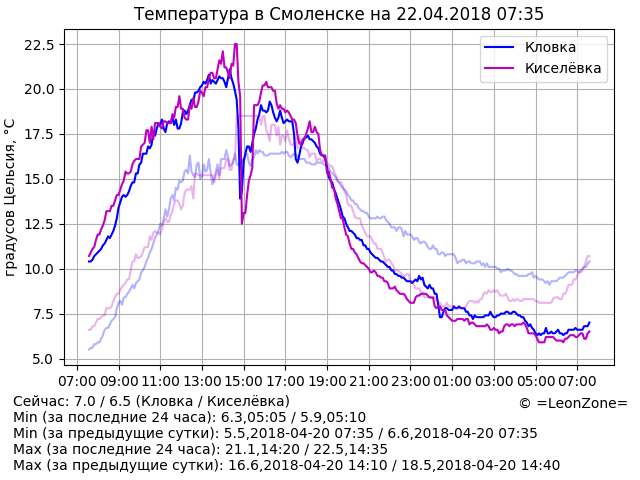 Температура в Смоленске на 22.04.2018 07:35
градусов Цельсия, °C
22.5
20.0
17.5
15.0
12.5
10.0
7.5
5.0
Кловка
Киселёвка
07:00 09:00 11:00 13:00 15:00 17:00 19:00 21:00 23:00 01:00 03:00 05:00 07:00
Сейчас: 7.0 / 6.5 (Кловка / Киселёвка)
© =LeonZone=
Min (за последние 24 часа): 6.3,05:05 / 5.9,05:10
Min (за предыдущие сутки): 5.5,2018-04-20 07:35 / 6.6,2018-04-20 07:35
Max (за последние 24 часа): 21.1,14:20 / 22.5,14:35
Max (за предыдущие сутки): 16.6,2018-04-20 14:10 / 18.5,2018-04-20 14:40